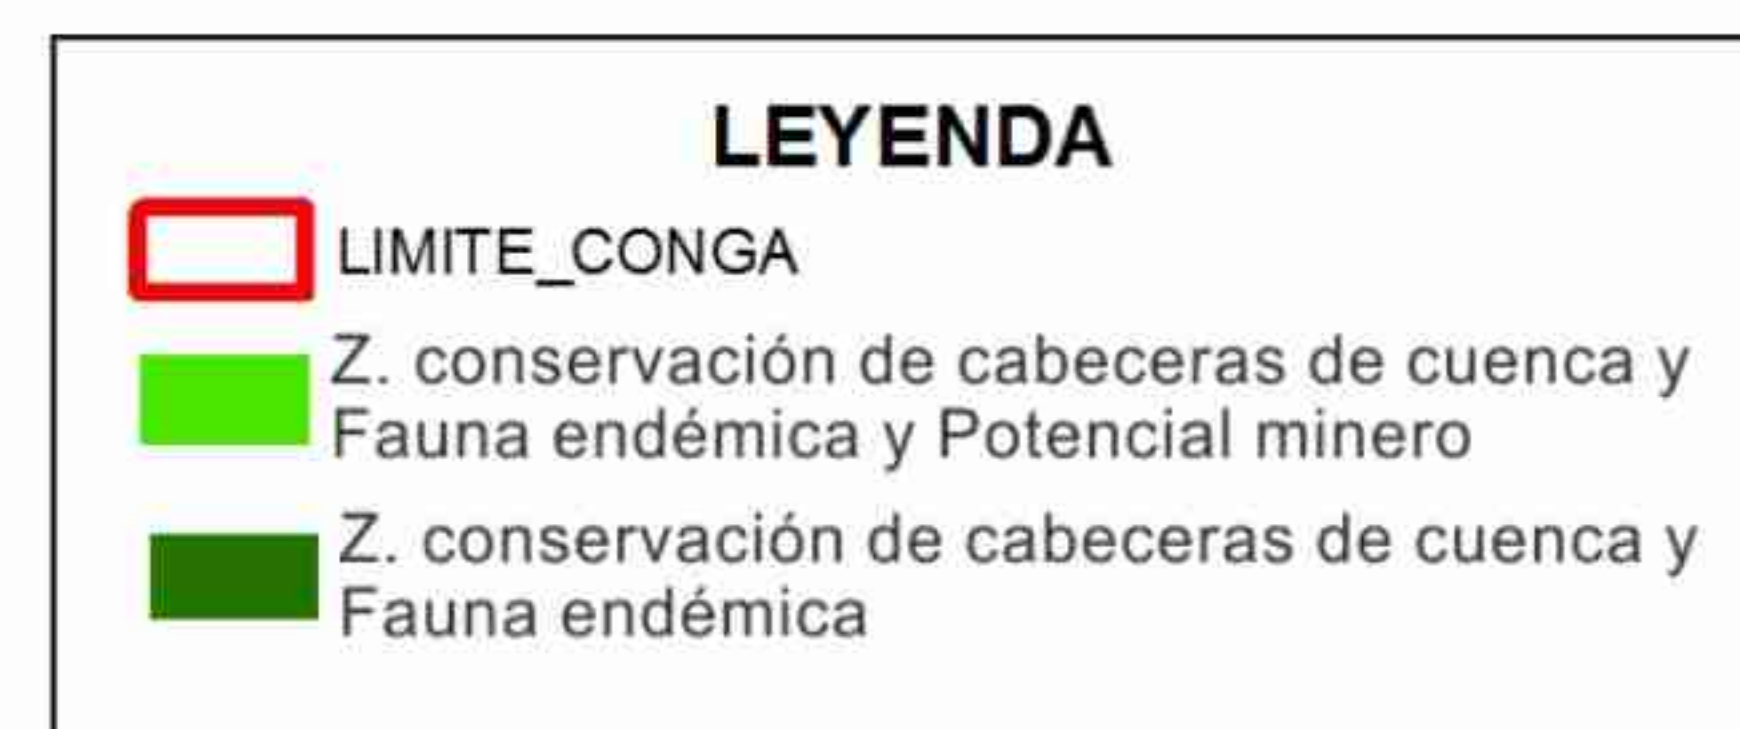 LEYENDA
LIMITE_CONGA
Z. conservación de cabeceras de cuenca y
Fauna endémica y Potencial minero
Z. conservación de cabeceras de cuenca y
Fauna endémica